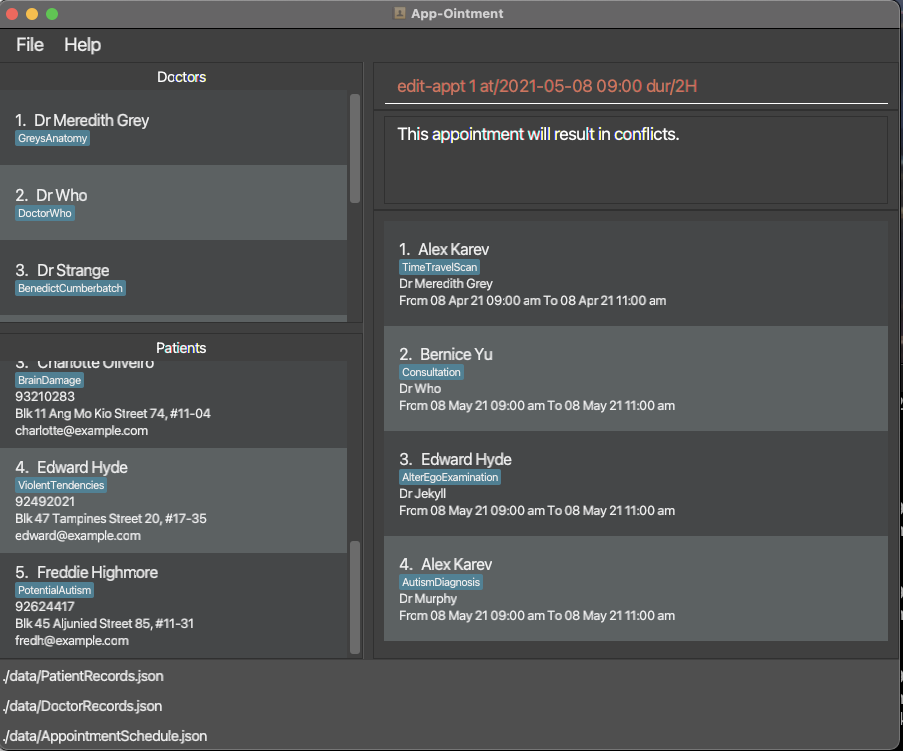 App-Ointment
File Help
Doctors
1. Dr Meredith Grey
GreysAnatomy
2. Dr Who
DoctorWho
3. Dr Strange
BenedictCumberbatch
Patients
3. Charlotte Oliveiro
BrainDamage
93210283
Blk 11 Ang Mo Kio Street 74, #11-04
charlotte@example.com
4. Edward Hyde
ViolentTendencies
92492021
Blk 47 Tampines Street 20, #17-35
edward@example.com
5. Freddie Highmore
PotentialAutism
92624417
Blk 45 Aljunied Street 85, #11-31
fredh@example.com
edit-appt 1 at/2021-05-08 09:00 dur/2H
This appointment will result in conflicts.
1. Alex Karev
TimeTravelScan
Dr Meredith Grey
From 08 Apr 21 09:00 am To 08 Apr 21 11:00 am
2. Bernice Yu
Consultation
Dr Who
From 08 May 21 09:00 am To 08 May 21 11:00 am
3. Edward Hyde
AlterEgoExamination
Dr Jekyll
From 08 May 21 09:00 am To 08 May 21 11:00 am
4. Alex Karev
AutismDiagnosis
Dr Murphy
From 08 May 21 09:00 am To 08 May 21 11:00 am
./data/PatientRecords.json
./data/DoctorRecords.json
./data/AppointmentSchedule.json